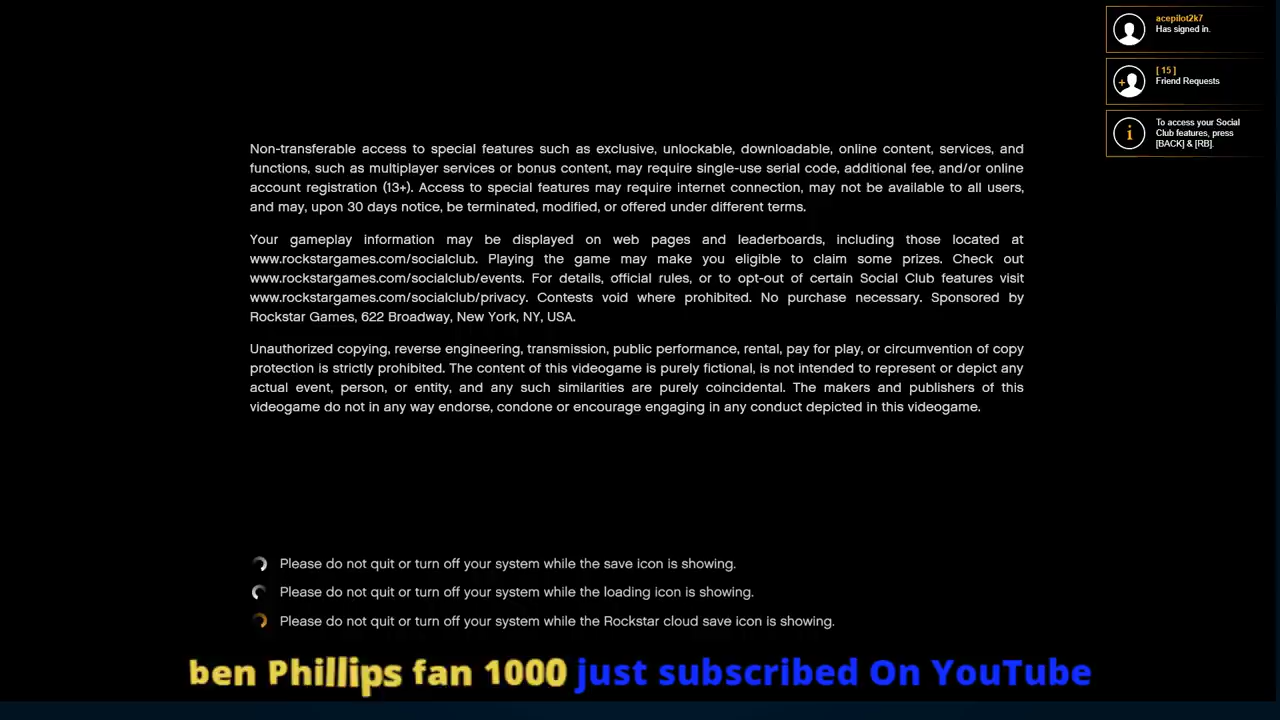 acepilot2k7
Has signed in.
[ 15 ]
Friend Requests
To access your Social
Club features, press
[BACK] & [RB].
Non-transferable access to special features such as exclusive, unlockable, downloadable, online content, services, and
functions, such as multiplayer services or bonus content, may require single-use serial code, additional fee, and/or online
account registration (13+). Access to special features may require internet connection, may not be available to all users,
and may, upon 30 days notice, be terminated, modified, or offered under different terms.
Your gameplay information may be displayed on web pages and leaderboards, including those located at
www.rockstargames.com/socialclub. Playing the game may make you eligible to claim some prizes. Check out
www.rockstargames.com/socialclub/events. For details, official rules, or to opt-out of certain Social Club features visit
www.rockstargames.com/socialclub/privacy. Contests void where prohibited. No purchase necessary. Sponsored by
Rockstar Games, 622 Broadway, New York, NY, USA.
Unauthorized copying, reverse engineering, transmission, public performance, rental, pay for play, or circumvention of copy
protection is strictly prohibited. The content of this videogame is purely fictional, is not intended to represent or depict any
actual event, person, or entity, and any such similarities are purely coincidental. The makers and publishers of this
videogame do not in any way endorse, condone or encourage engaging in any conduct depicted in this videogame.
Please do not quit or turn off your system while the save icon is showing.
Please do not quit or turn off your system while the loading icon is showing.
Please do not quit or turn off your system while the Rockstar cloud save icon is showing.
ben Phillips fan 1000 just subscribed On YouTube